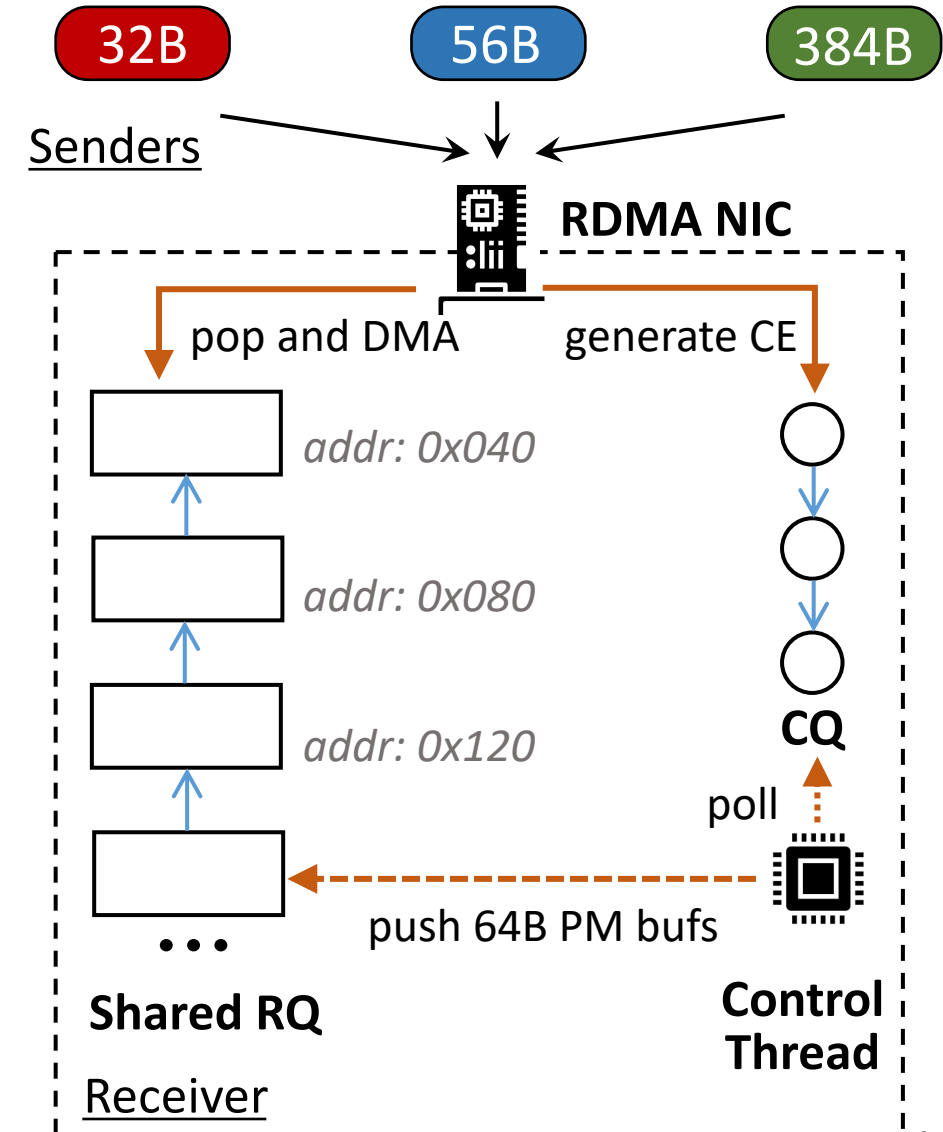 32B
56B
384B
Senders
RDMA NIC
pop and DMA
generate CE
addr: 0x040
addr: 0x080
addr: 0x120
CQ
poll
push 64B PM bufs
Shared RQ
Control
Thread
Receiver